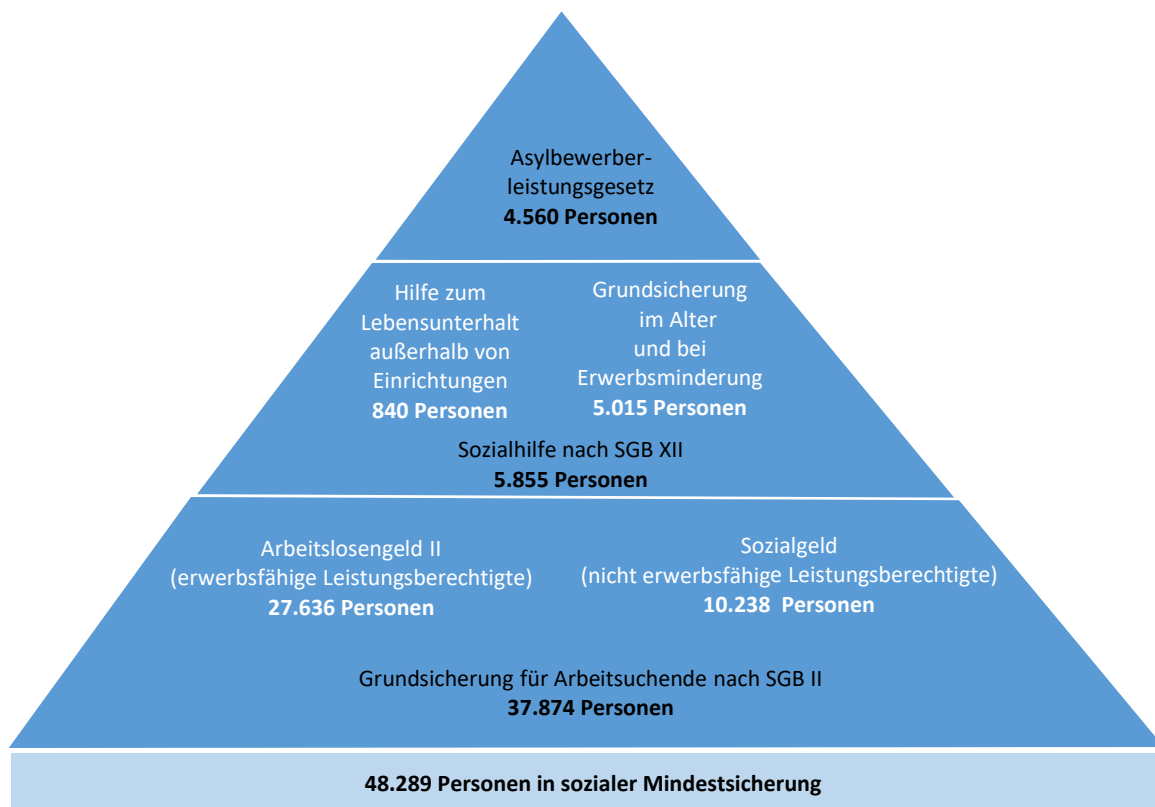 Asylbewerber-
leistungsgesetz
4.560 Personen
Hilfe zum
Lebensunterhalt
außerhalb von
Einrichtungen
840 Personen
Grundsicherung
im Alter
und bei
Erwerbsminderung
5.015 Personen
Sozialhilfe nach SGB XII
5.855 Personen
Arbeitslosengeld II
(erwerbsfähige Leistungsberechtigte)
27.636 Personen
Sozialgeld
(nicht erwerbsfähige Leistungsberechtigte)
10.238 Personen
Grundsicherung für Arbeitsuchende nach SGB II
37.874 Personen
48.289 Personen in sozialer Mindestsicherung